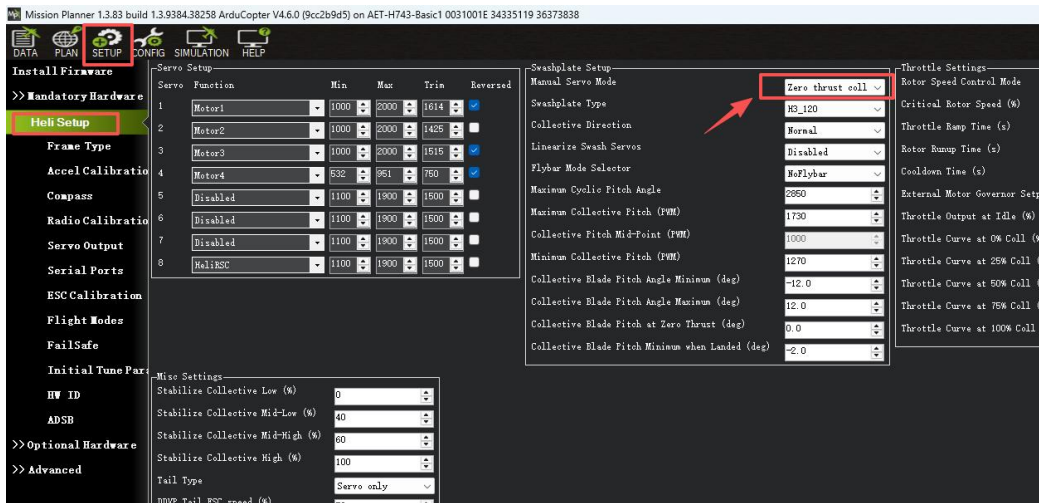 Mission Planner 1.3.83 build 1.3.9384.38258 ArduCopter V4.6.0 (9cc2b9d5) on AET-H743-Basic1 0031001E 34335119 36373838
DATA PLAN SETUP CONFIG SIMULATION HELP
Install Firmware
>> Mandatory Hardware
Heli Setup
Frame Type
Accel Calibratio
Compass
Radio Calibratio
Servo Output
Serial Ports
ESC Calibration
Flight Modes
FailSafe
Initial Tune Par
HW ID
ADSB
>> Optional Hardware
>> Advanced
Servo Setup
Servo Function Min Max Trim Reversed
1 Motor1 1000 2000 1614
2 Motor2 1000 2000 1425
3 Motor3 1000 2000 1515
4 Motor4 532 951 750
5 Disabled 1100 1900 1500
6 Disabled 1100 1900 1500
7 Disabled 1100 1900 1500
8 HeliRSC 1100 1900 1500
Misc Settings
Stabilize Collective Low (%) 0
Stabilize Collective Mid-Low (%) 40
Stabilize Collective Mid-High (%) 60
Stabilize Collective High (%) 100
Tail Type Servo only
DDVP Tail ESC speed (%)
Swashplate Setup
Manual Servo Mode Zero thrust coll
Swashplate Type H3_120
Collective Direction Normal
Linearize Swash Servos Disabled
Flybar Mode Selector NoFlybar
Maximum Cyclic Pitch Angle 2850
Maximum Collective Pitch (PWM) 1730
Collective Pitch Mid-Point (PWM) 1000
Minimum Collective Pitch (PWM) 1270
Collective Blade Pitch Angle Minimum (deg) -12.0
Collective Blade Pitch Angle Maximum (deg) 12.0
Collective Blade Pitch at Zero Thrust (deg) 0.0
Collective Blade Pitch Minimum when Landed (deg) -2.0
Throttle Settings
Rotor Speed Control Mode
Critical Rotor Speed (%)
Throttle Ramp Time (s)
Rotor Runup Time (s)
Cooldown Time (s)
External Motor Governor Setp
Throttle Output at Idle (%)
Throttle Curve at 0% Coll (%
Throttle Curve at 25% Coll (
Throttle Curve at 50% Coll (
Throttle Curve at 75% Coll (
Throttle Curve at 100% Coll